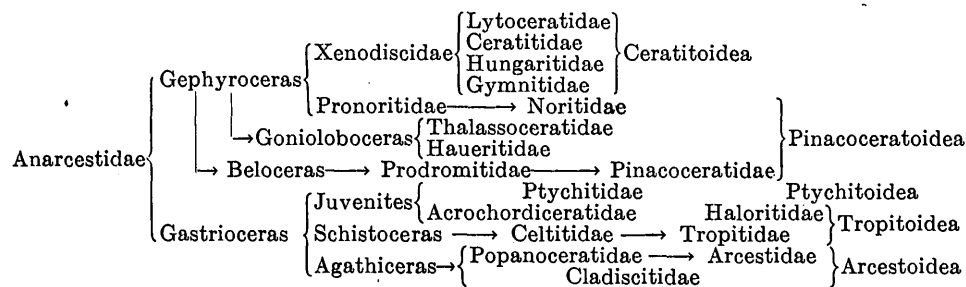 Lytoceratidae
Xenodiscidae Ceratitidae Ceratitoidea
Hungaritidae
Gephyroceras Gymnitidae
Pronoritidae → Noritidae
→ Gonioloboceras Thalassoceratidae Pinacoceratoidea
Anarcestidae Haueritidae
→ Beloceras → Prodromitidae → Pinacoceratidae
Juvenites Ptychitidae Ptychitoidea
Acrochordiceratidae Haloritidae
Gastrioceras Schistoceras → Celtitidae → Tropitidae Tropitoidea
Agathiceras → Popanoceratidae → Arcestidae Arcestoidea
Cladiscitidae